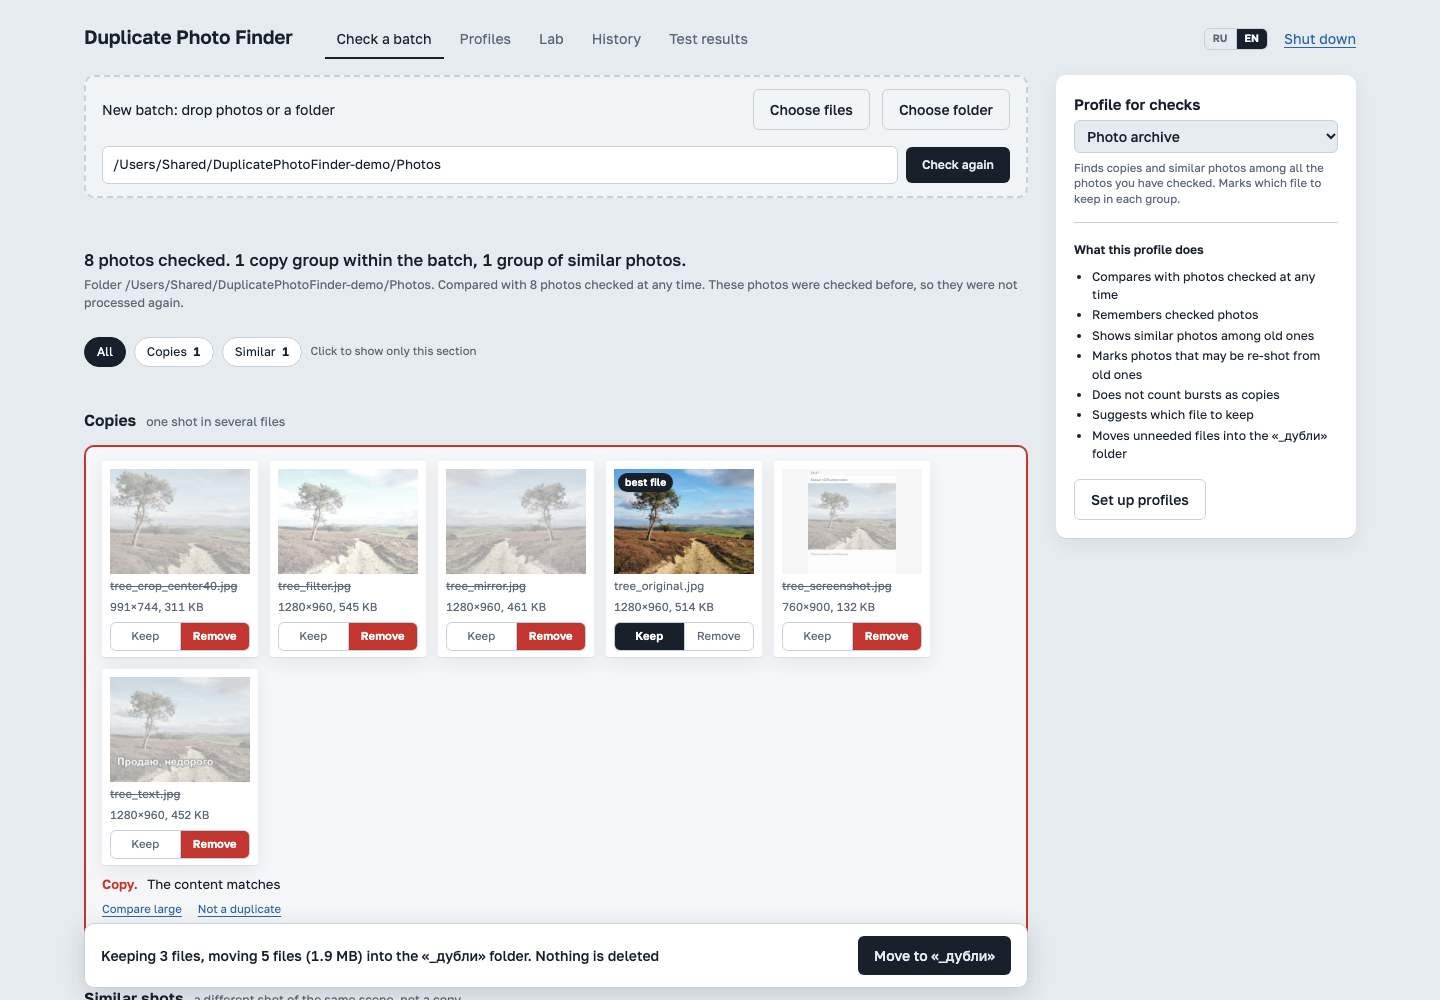 Duplicate Photo Finder
Check a batch
Profiles
Lab
History
Test results
RU
EN
Shut down
New batch: drop photos or a folder
Choose files
Choose folder
/Users/Shared/DuplicatePhotoFinder-demo/Photos
Check again
8 photos checked. 1 copy group within the batch, 1 group of similar photos.
Folder /Users/Shared/DuplicatePhotoFinder-demo/Photos. Compared with 8 photos checked at any time. These photos were checked before, so they were not
processed again.
All
Copies 1
Similar 1
Click to show only this section
Copies one shot in several files
best file
tree_crop_center40.jpg
991×744, 311 KB
Keep
Remove
tree_filter.jpg
1280×960, 545 KB
Keep
Remove
tree_mirror.jpg
1280×960, 461 KB
Keep
Remove
tree_original.jpg
1280×960, 514 KB
Keep
Remove
tree_screenshot.jpg
760×900, 132 KB
Keep
Remove
Продаю, недорого
tree_text.jpg
1280×960, 452 KB
Keep
Remove
Copy. The content matches
Compare large
Not a duplicate
Keeping 3 files, moving 5 files (1.9 MB) into the «_дубли» folder. Nothing is deleted
Move to «_дубли»
Similar shots a different shot of the same scene, not a copy
Profile for checks
Photo archive
Finds copies and similar photos among all the
photos you have checked. Marks which file to
keep in each group.
What this profile does
Compares with photos checked at any
time
Remembers checked photos
Shows similar photos among old ones
Marks photos that may be re-shot from
old ones
Does not count bursts as copies
Suggests which file to keep
Moves unneeded files into the «_дубли»
folder
Set up profiles